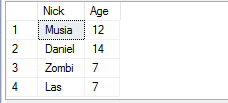 Nick Age
1 Musia 12
2 Daniel 14
3 Zombi 7
4 Las 7